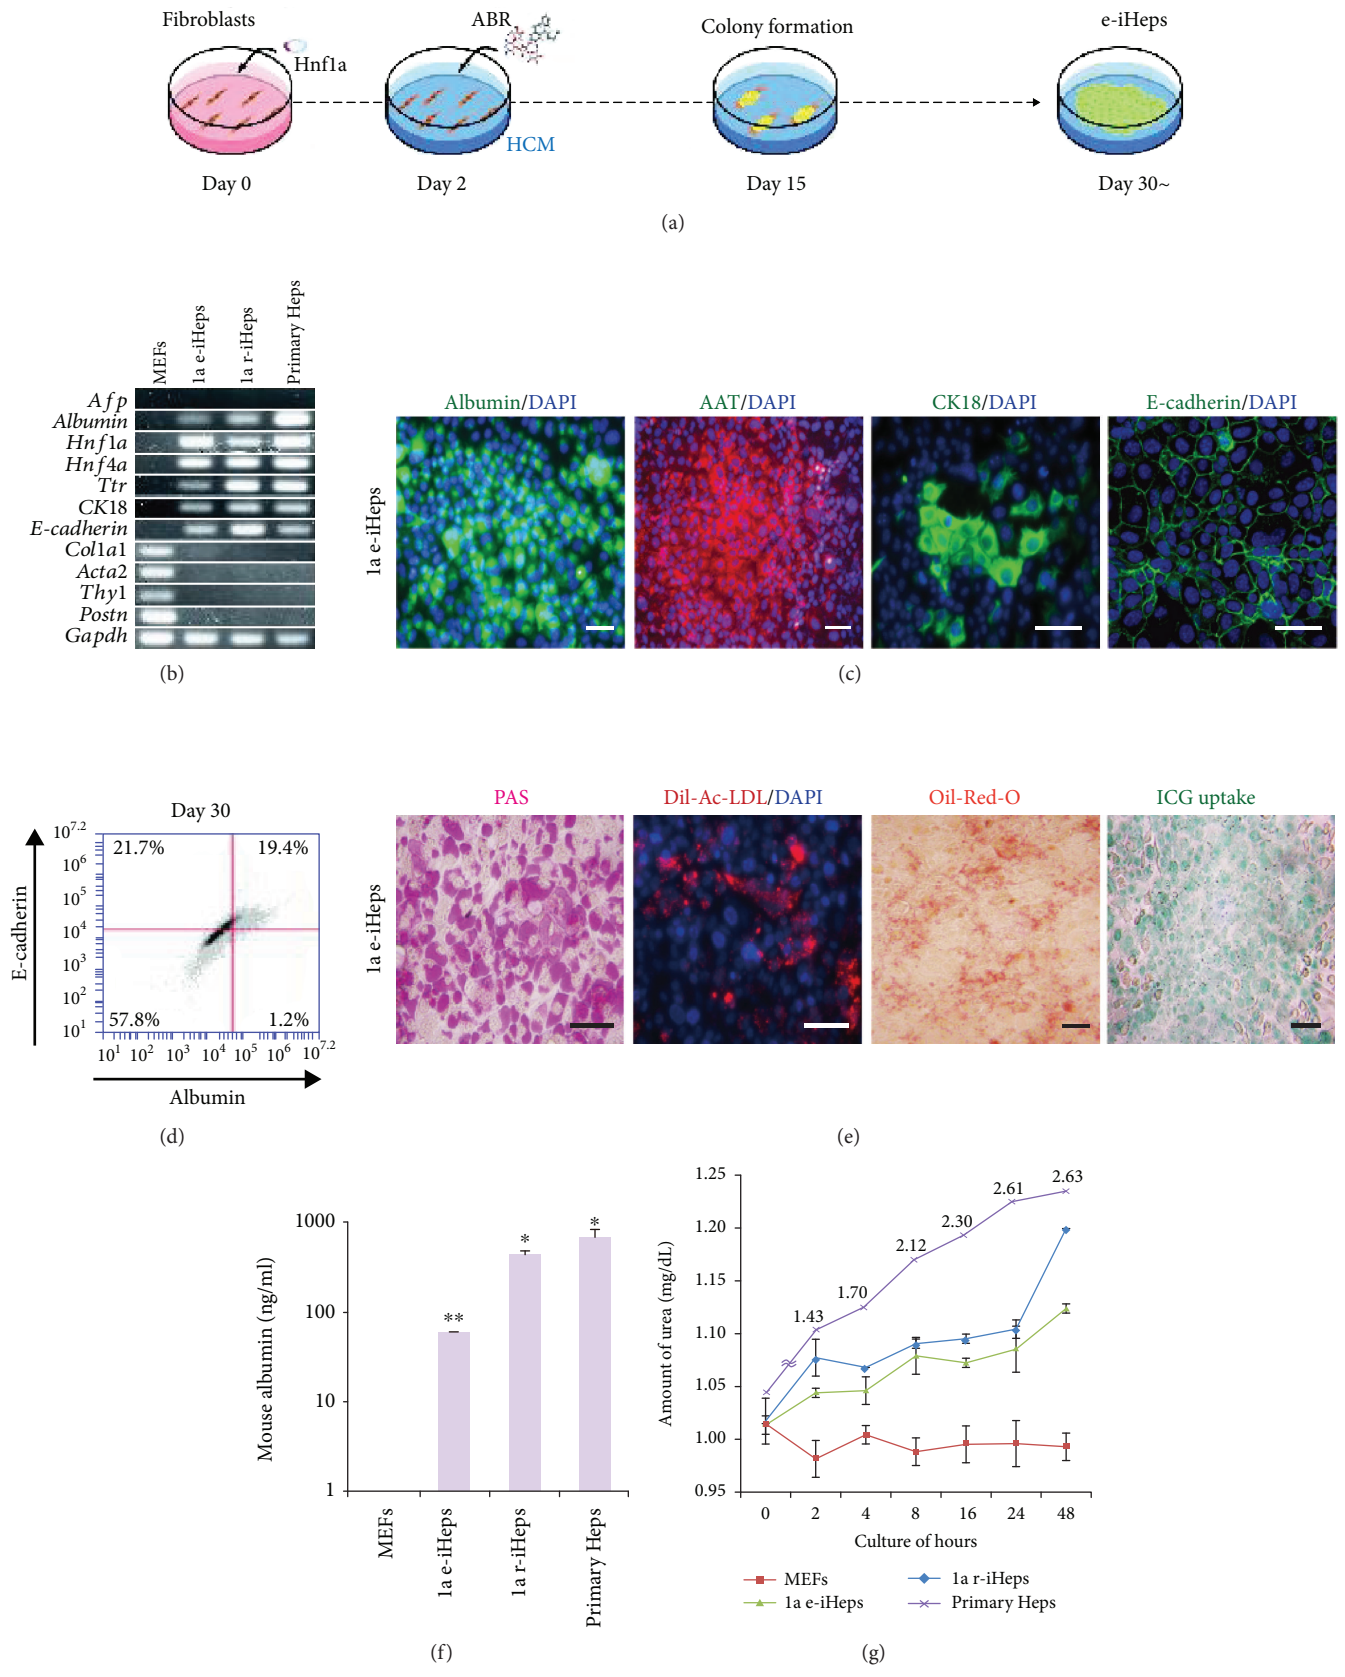 Fibroblasts
Hnf1a
ABR
HCM
Colony formation
e-iHeps
Day 0
Day 2
Day 15
Day 30~
(a)
MEFs
1a e-iHeps
1a r-iHeps
Primary Heps
Afp
Albumin
Hnf1a
Hnf4a
Ttr
CK18
E-cadherin
Col1a1
Acta2
Thy1
Postn
Gapdh
(b)
1a e-iHeps
Albumin/DAPI
AAT/DAPI
CK18/DAPI
E-cadherin/DAPI
(c)
Day 30
E-cadherin
10^7.2
10^6
10^5
10^4
10^3
10^2
10^1
21.7%
19.4%
57.8%
1.2%
10^1 10^2 10^3 10^4 10^5 10^6 10^7.2
Albumin
(d)
1a e-iHeps
PAS
Dil-Ac-LDL/DAPI
Oil-Red-O
ICG uptake
(e)
Mouse albumin (ng/ml)
1000
100
10
1
**
*
*
MEFs
1a e-iHeps
1a r-iHeps
Primary Heps
(f)
Amount of urea (mg/dL)
1.25
1.20
1.15
1.10
1.05
1.00
0.95
1.43
1.70
2.12
2.30
2.61
2.63
0 2 4 8 16 24 48
Culture of hours
MEFs
1a e-iHeps
1a r-iHeps
Primary Heps
(g)